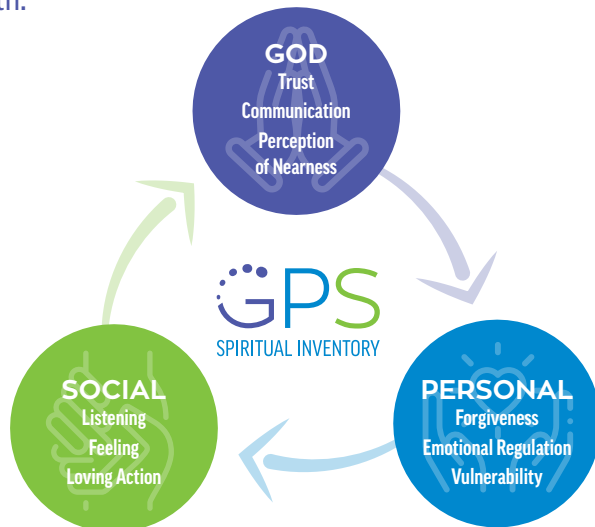 th.
GOD
Trust
Communication
Perception
of Nearness
GPS
SPIRITUAL INVENTORY
SOCIAL
Listening
Feeling
Loving Action
PERSONAL
Forgiveness
Emotional Regulation
Vulnerability